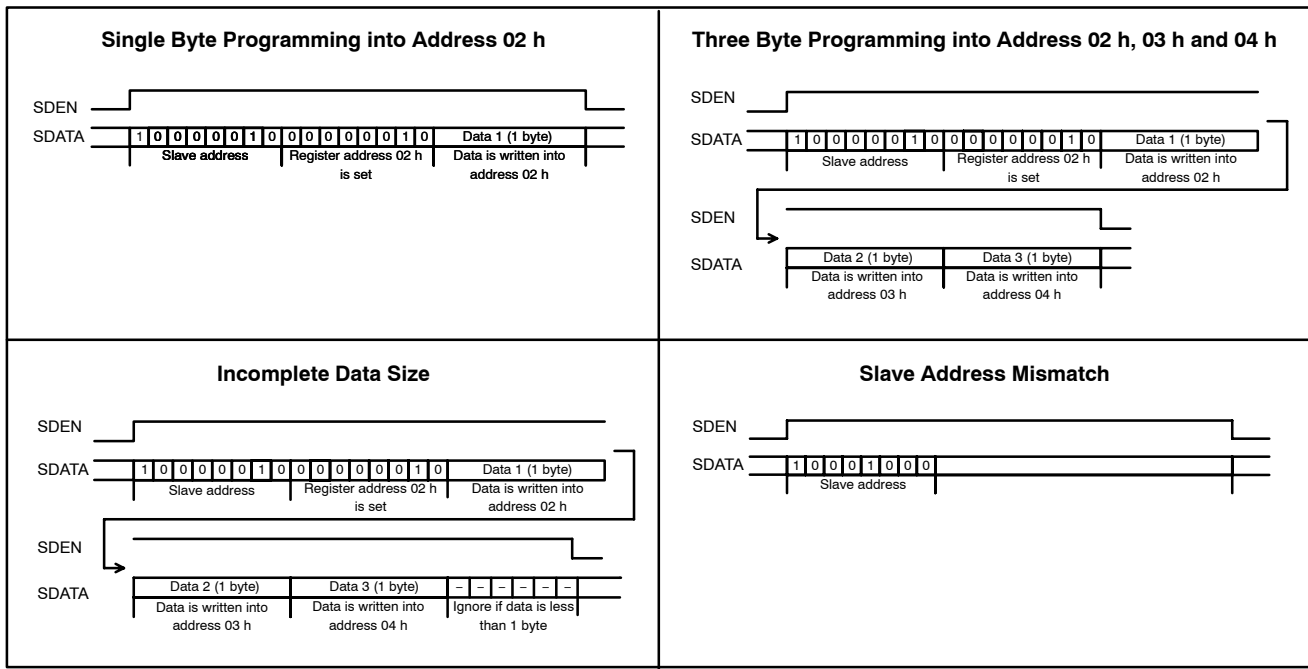 Single Byte Programming into Address 02 h
SDEN
SDATA 1 0 0 0 0 0 1 0 0 0 0 0 0 0 1 0 Data 1 (1 byte)
Slave address Register address 02 h Data is written into
is set address 02 h
Three Byte Programming into Address 02 h, 03 h and 04 h
SDEN
SDATA 1 0 0 0 0 0 1 0 0 0 0 0 0 0 1 0 Data 1 (1 byte)
Slave address Register address 02 h Data is written into
is set address 02 h
SDEN
SDATA Data 2 (1 byte) Data 3 (1 byte)
Data is written into Data is written into
address 03 h address 04 h
Incomplete Data Size
SDEN
SDATA 1 0 0 0 0 0 1 0 0 0 0 0 0 0 1 0 Data 1 (1 byte)
Slave address Register address 02 h Data is written into
is set address 02 h
SDEN
SDATA Data 2 (1 byte) Data 3 (1 byte) – – – – – –
Data is written into Data is written into Ignore if data is less
address 03 h address 04 h than 1 byte
Slave Address Mismatch
SDEN
SDATA 1 0 0 0 1 0 0 0
Slave address